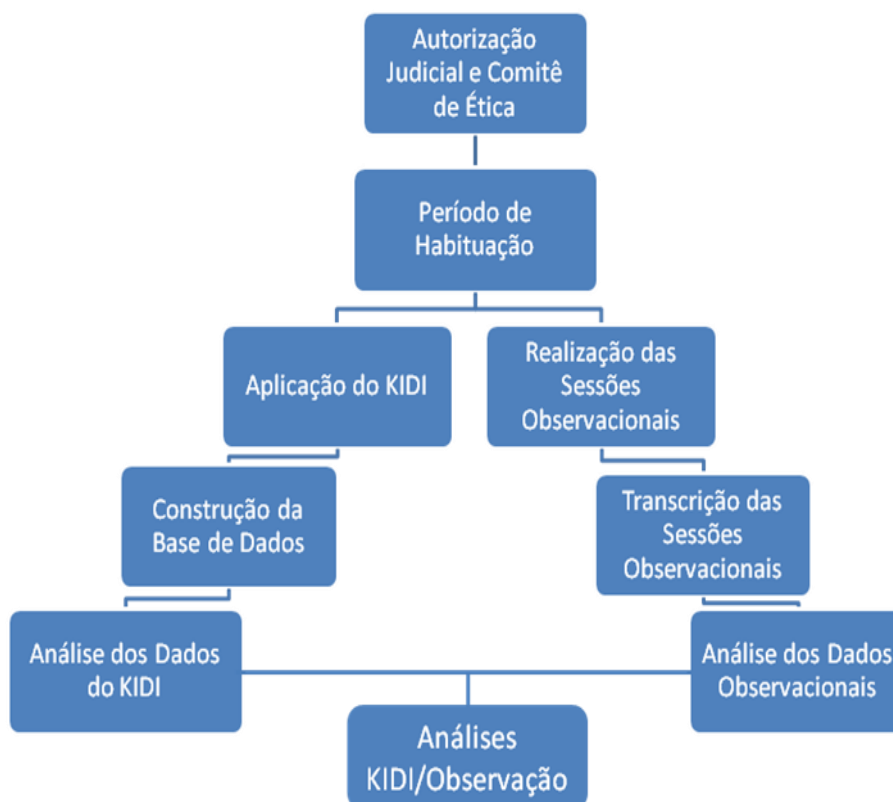 Autorização
Judicial e Comitê
de Ética
Período de
Habituação
Aplicação do KIDI
Realização das
Sessões
Observacionais
Construção da
Base de Dados
Transcrição das
Sessões
Observacionais
Análise dos Dados
do KIDI
Análise dos Dados
Observacionais
Análises
KIDI/Observação